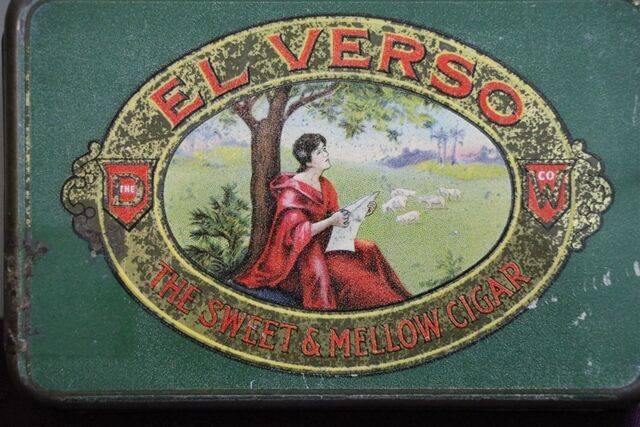 EL VERSO
THE
D
CO
W
THE SWEET & MELLOW CIGAR